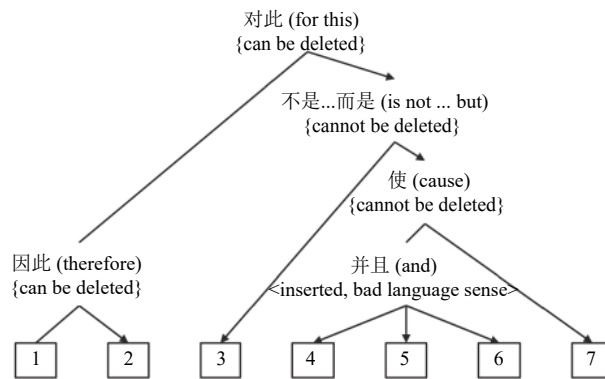 对此 (for this)
{can be deleted}
不是...而是 (is not ... but)
{cannot be deleted}
使 (cause)
{cannot be deleted}
因此 (therefore)
{can be deleted}
并且 (and)
<inserted, bad language sense>
1 2 3 4 5 6 7